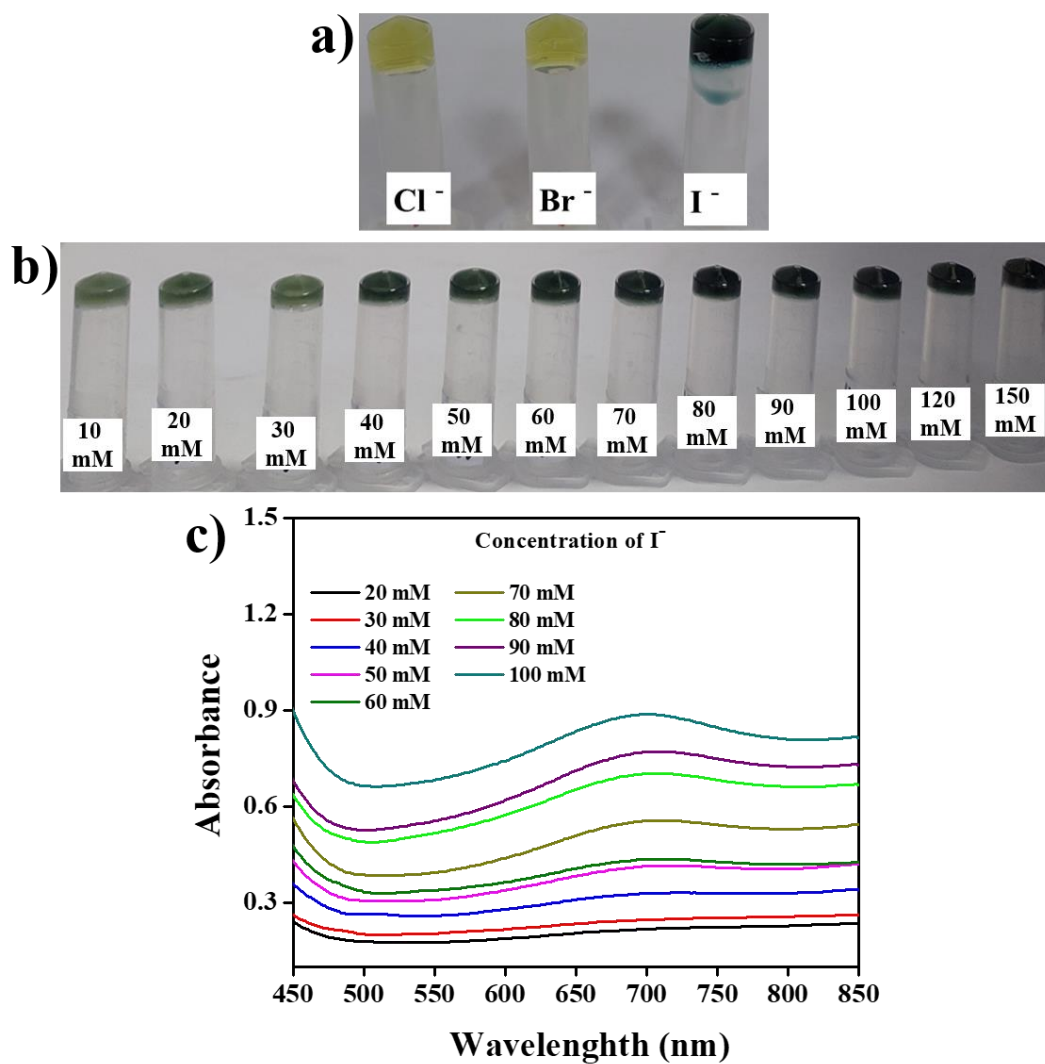 a)
Cl -
Br -
I -
b)
10
mM
20
mM
30
mM
40
mM
50
mM
60
mM
70
mM
80
mM
90
mM
100
mM
120
mM
150
mM
c)
1.5
1.2
0.9
0.6
0.3
Absorbance
Concentration of I-
20 mM
30 mM
40 mM
50 mM
60 mM
70 mM
80 mM
90 mM
100 mM
450 500 550 600 650 700 750 800 850
Wavelenghth (nm)